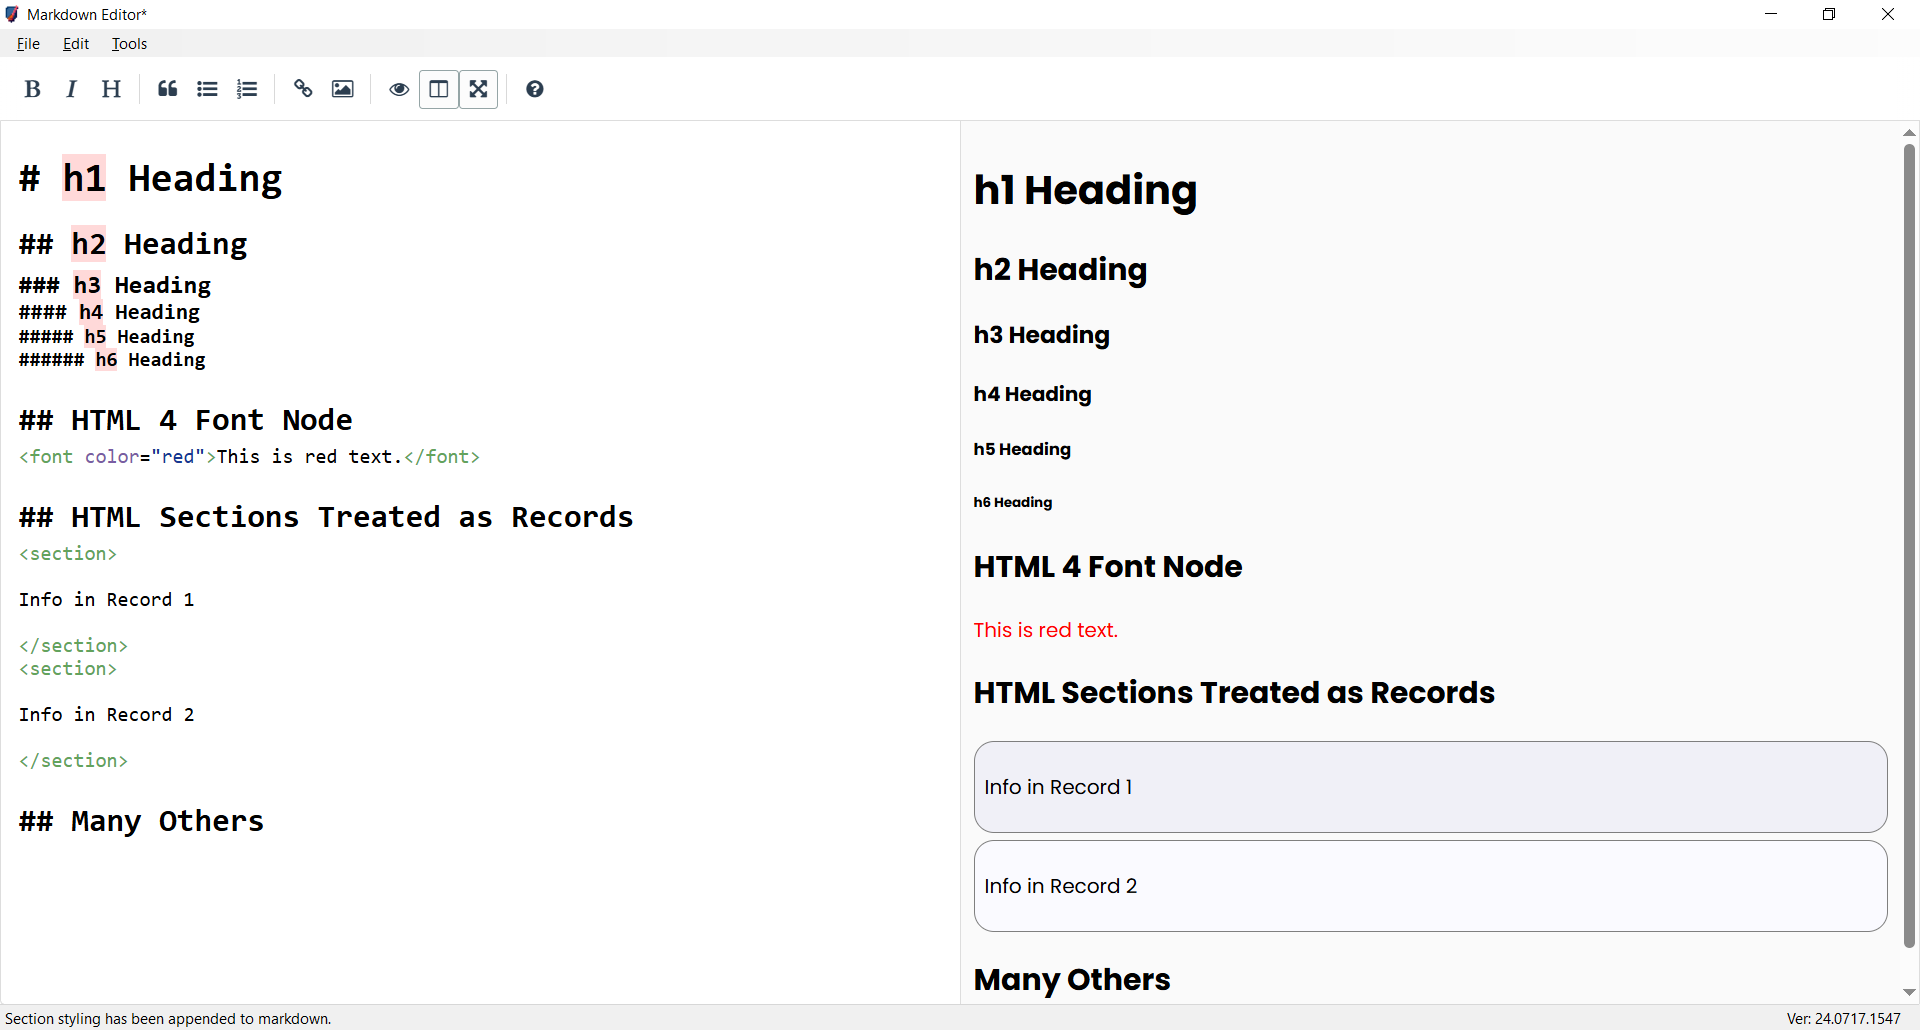 Markdown Editor*
File Edit Tools
B I H
# h1 Heading
## h2 Heading
### h3 Heading
#### h4 Heading
##### h5 Heading
###### h6 Heading
## HTML 4 Font Node
<font color="red">This is red text.</font>
## HTML Sections Treated as Records
<section>
Info in Record 1
</section>
<section>
Info in Record 2
</section>
## Many Others
h1 Heading
h2 Heading
h3 Heading
h4 Heading
h5 Heading
h6 Heading
HTML 4 Font Node
This is red text.
HTML Sections Treated as Records
Info in Record 1
Info in Record 2
Many Others
Section styling has been appended to markdown.
Ver: 24.0717.1547